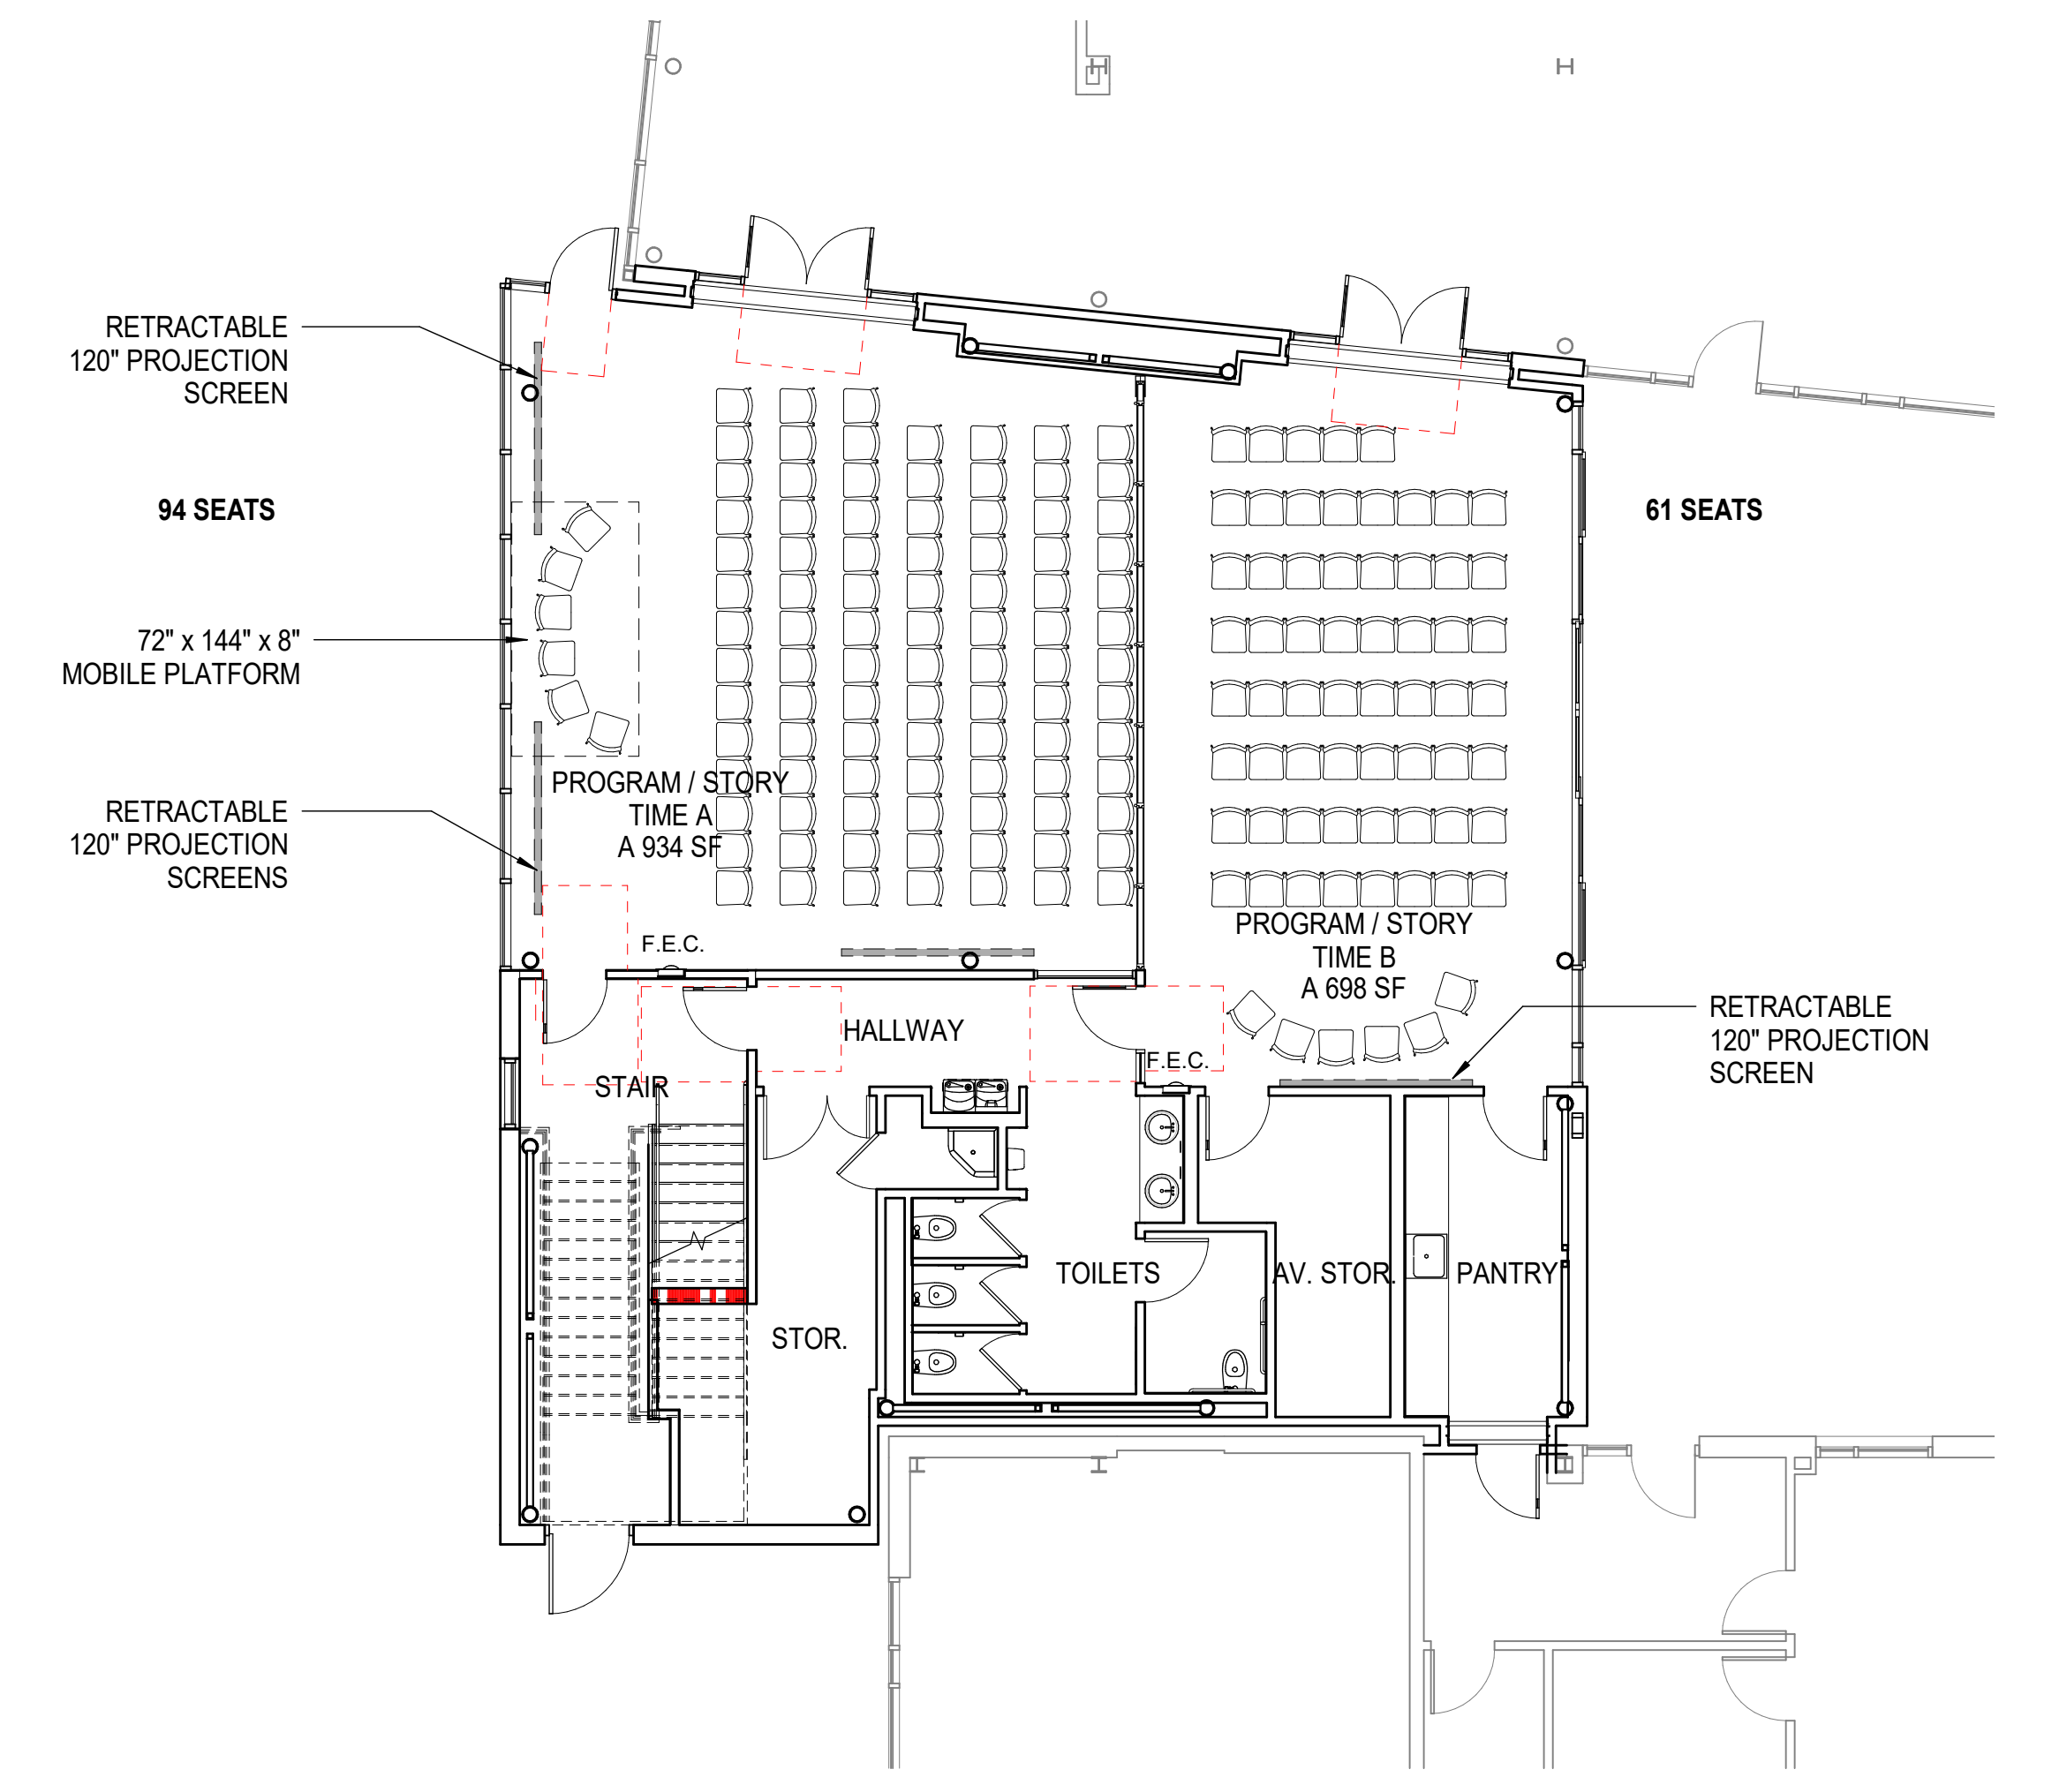 RETRACTABLE
120" PROJECTION
SCREEN
94 SEATS
61 SEATS
72" x 144" x 8"
MOBILE PLATFORM
PROGRAM / STORY
TIME A
A 934 SF
RETRACTABLE
120" PROJECTION
SCREENS
F.E.C.
PROGRAM / STORY
TIME B
A 698 SF
RETRACTABLE
120" PROJECTION
SCREEN
HALLWAY
F.E.C.
STAIR
TOILETS
AV. STOR.
PANTRY
STOR.